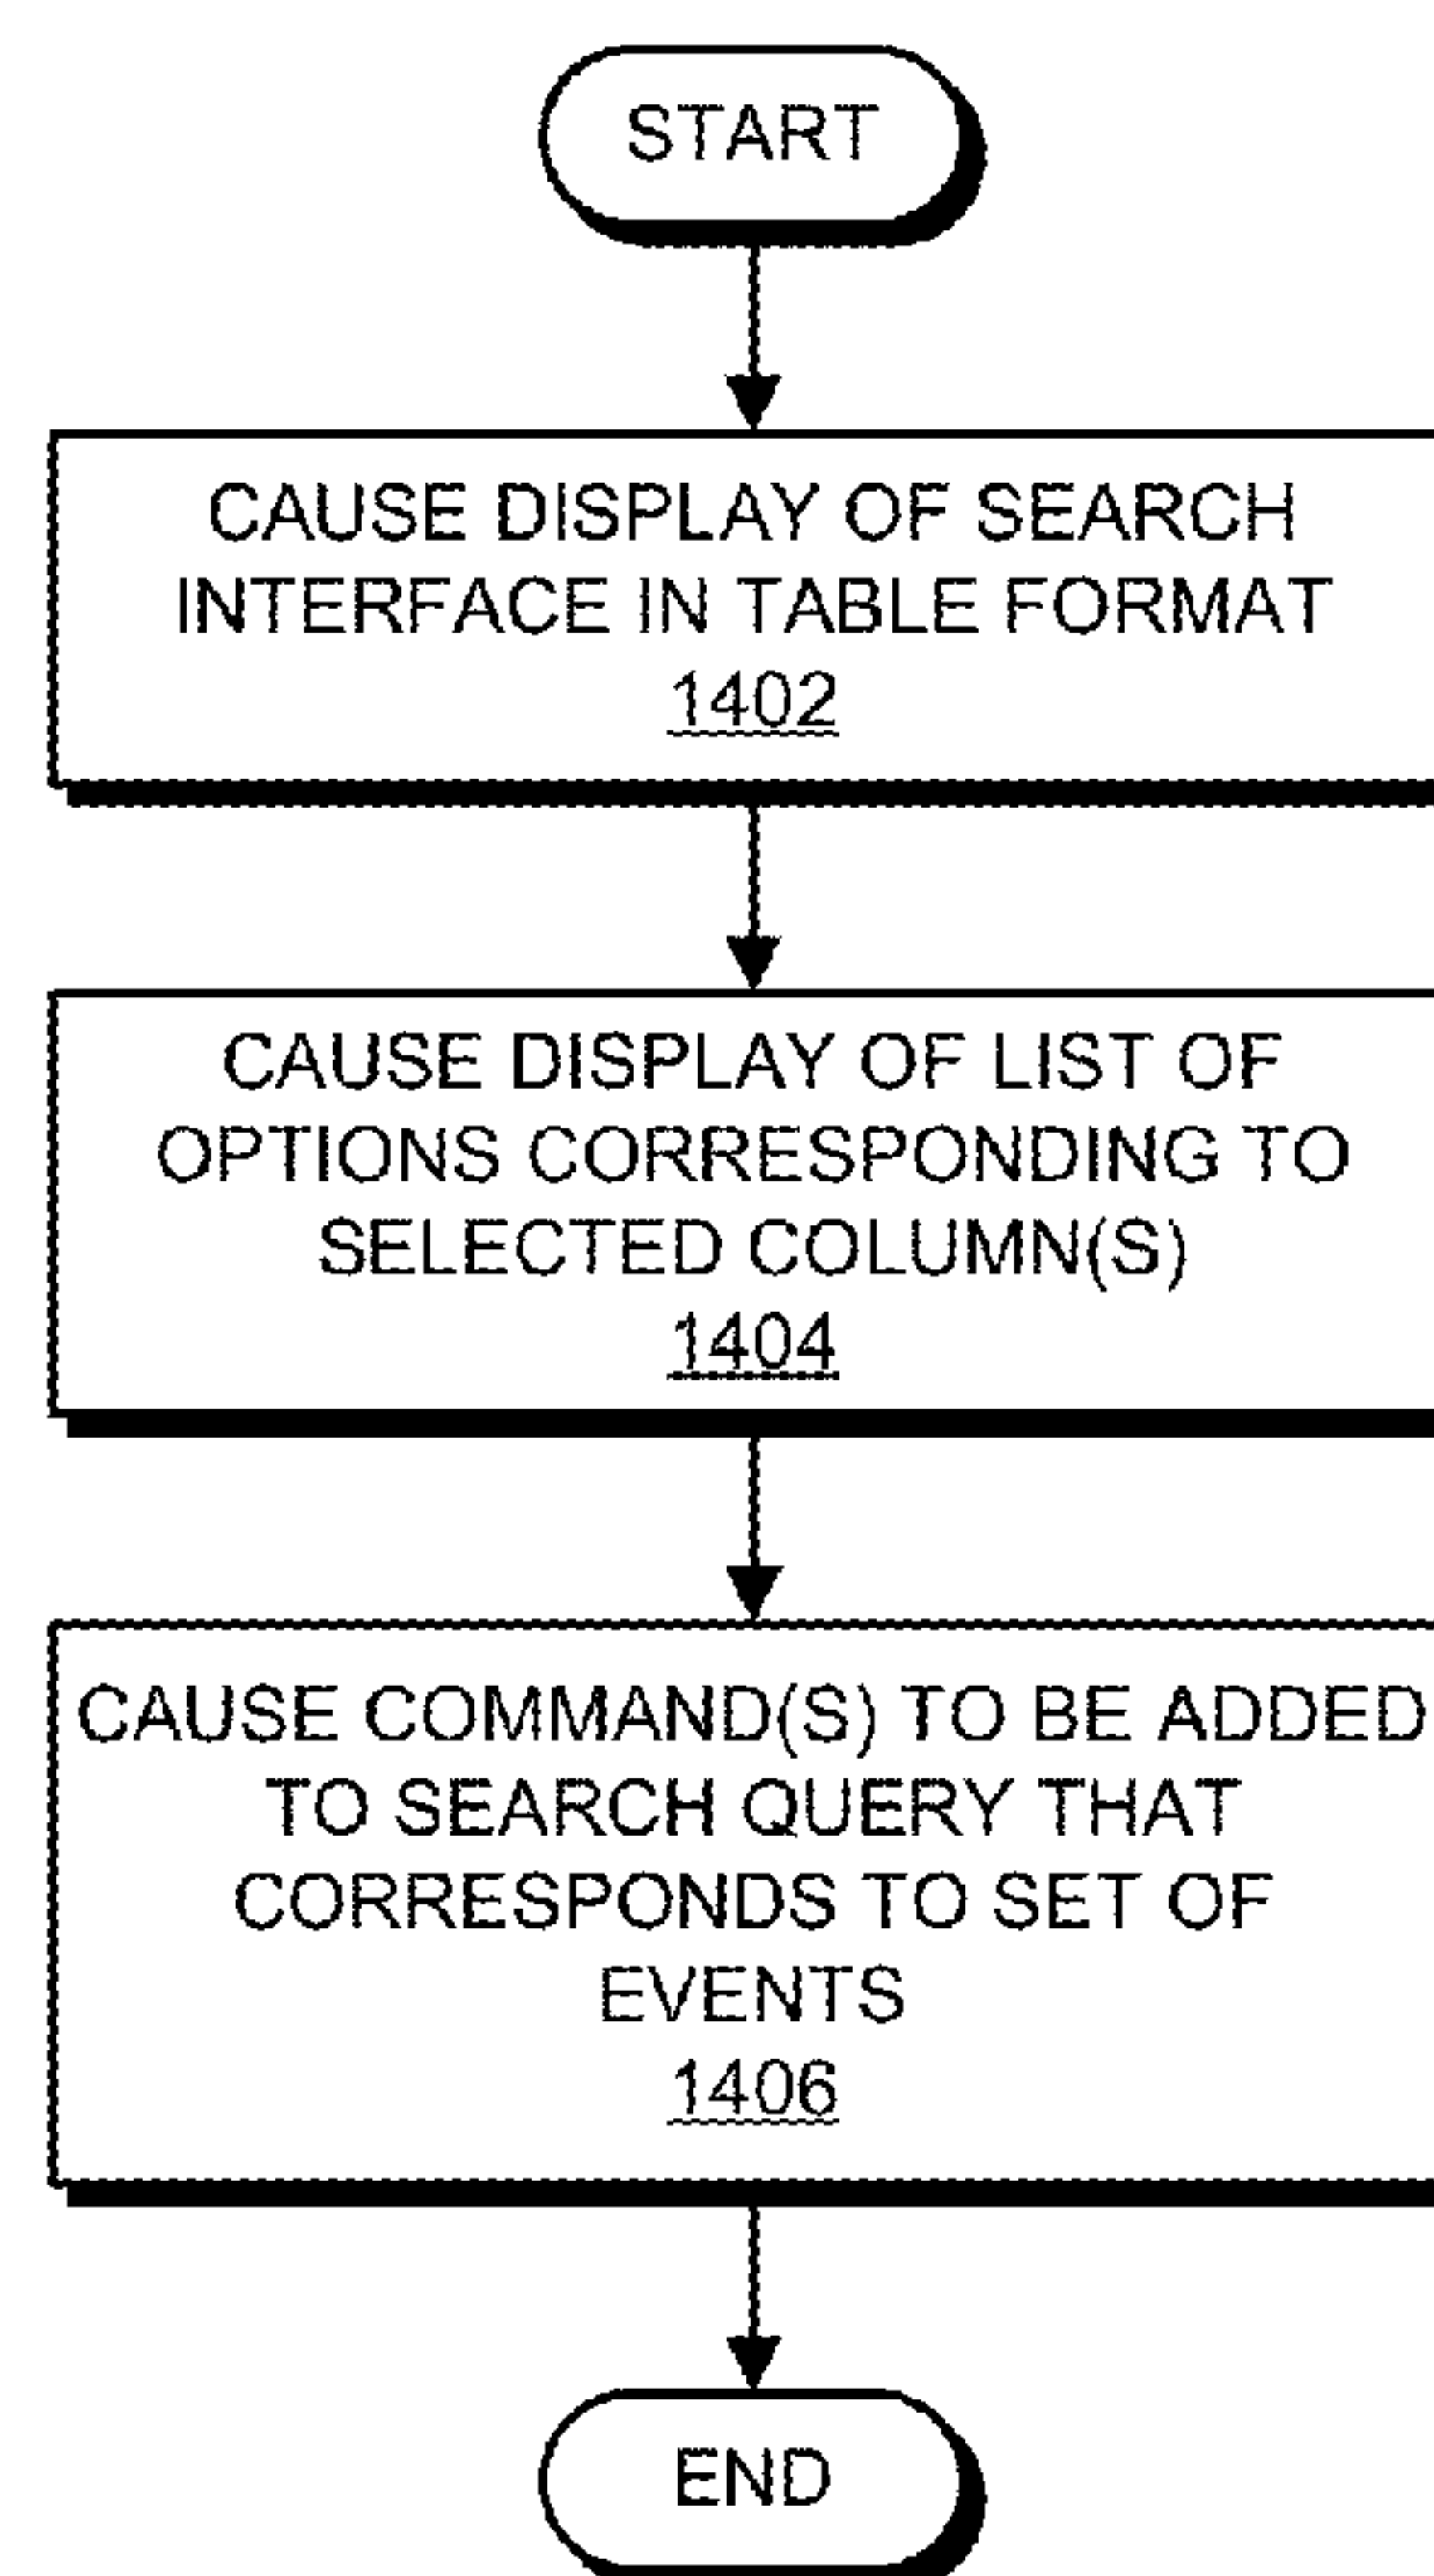 START
CAUSE DISPLAY OF SEARCH
INTERFACE IN TABLE FORMAT
1402
CAUSE DISPLAY OF LIST OF
OPTIONS CORRESPONDING TO
SELECTED COLUMN(S)
1404
CAUSE COMMAND(S) TO BE ADDED
TO SEARCH QUERY THAT
CORRESPONDS TO SET OF
EVENTS
1406
END